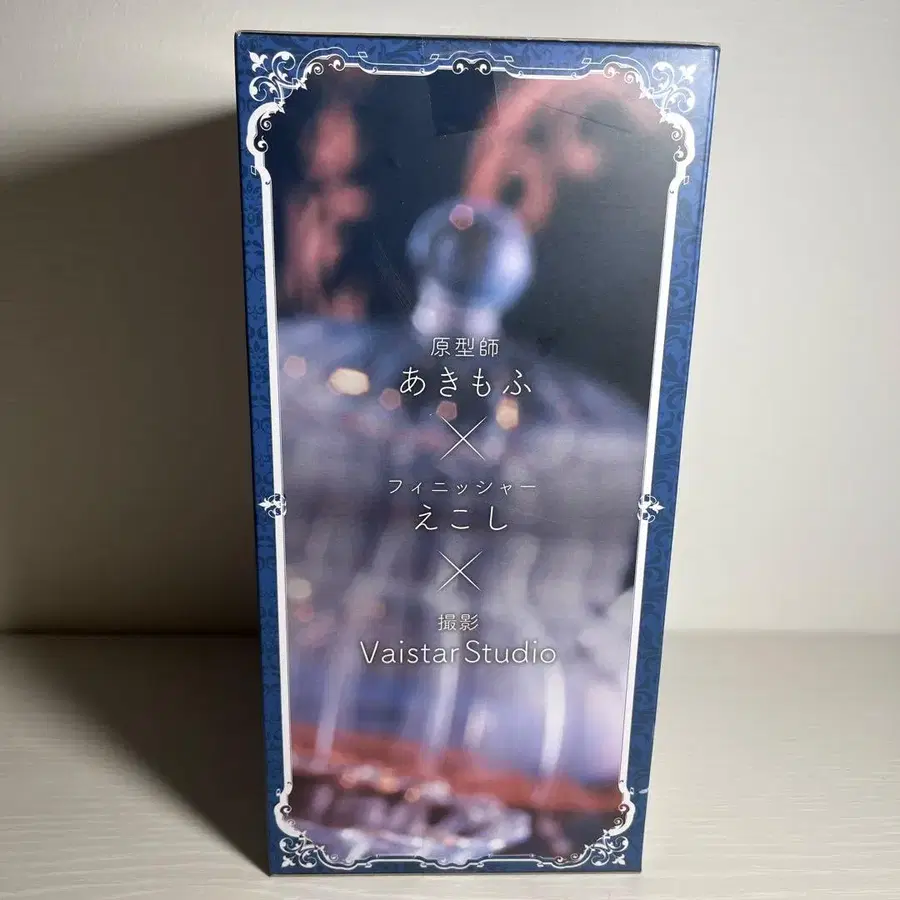 原型師
あきもふ
×
フィニッシャー
えこし
×
撮影
Vaistar Studio